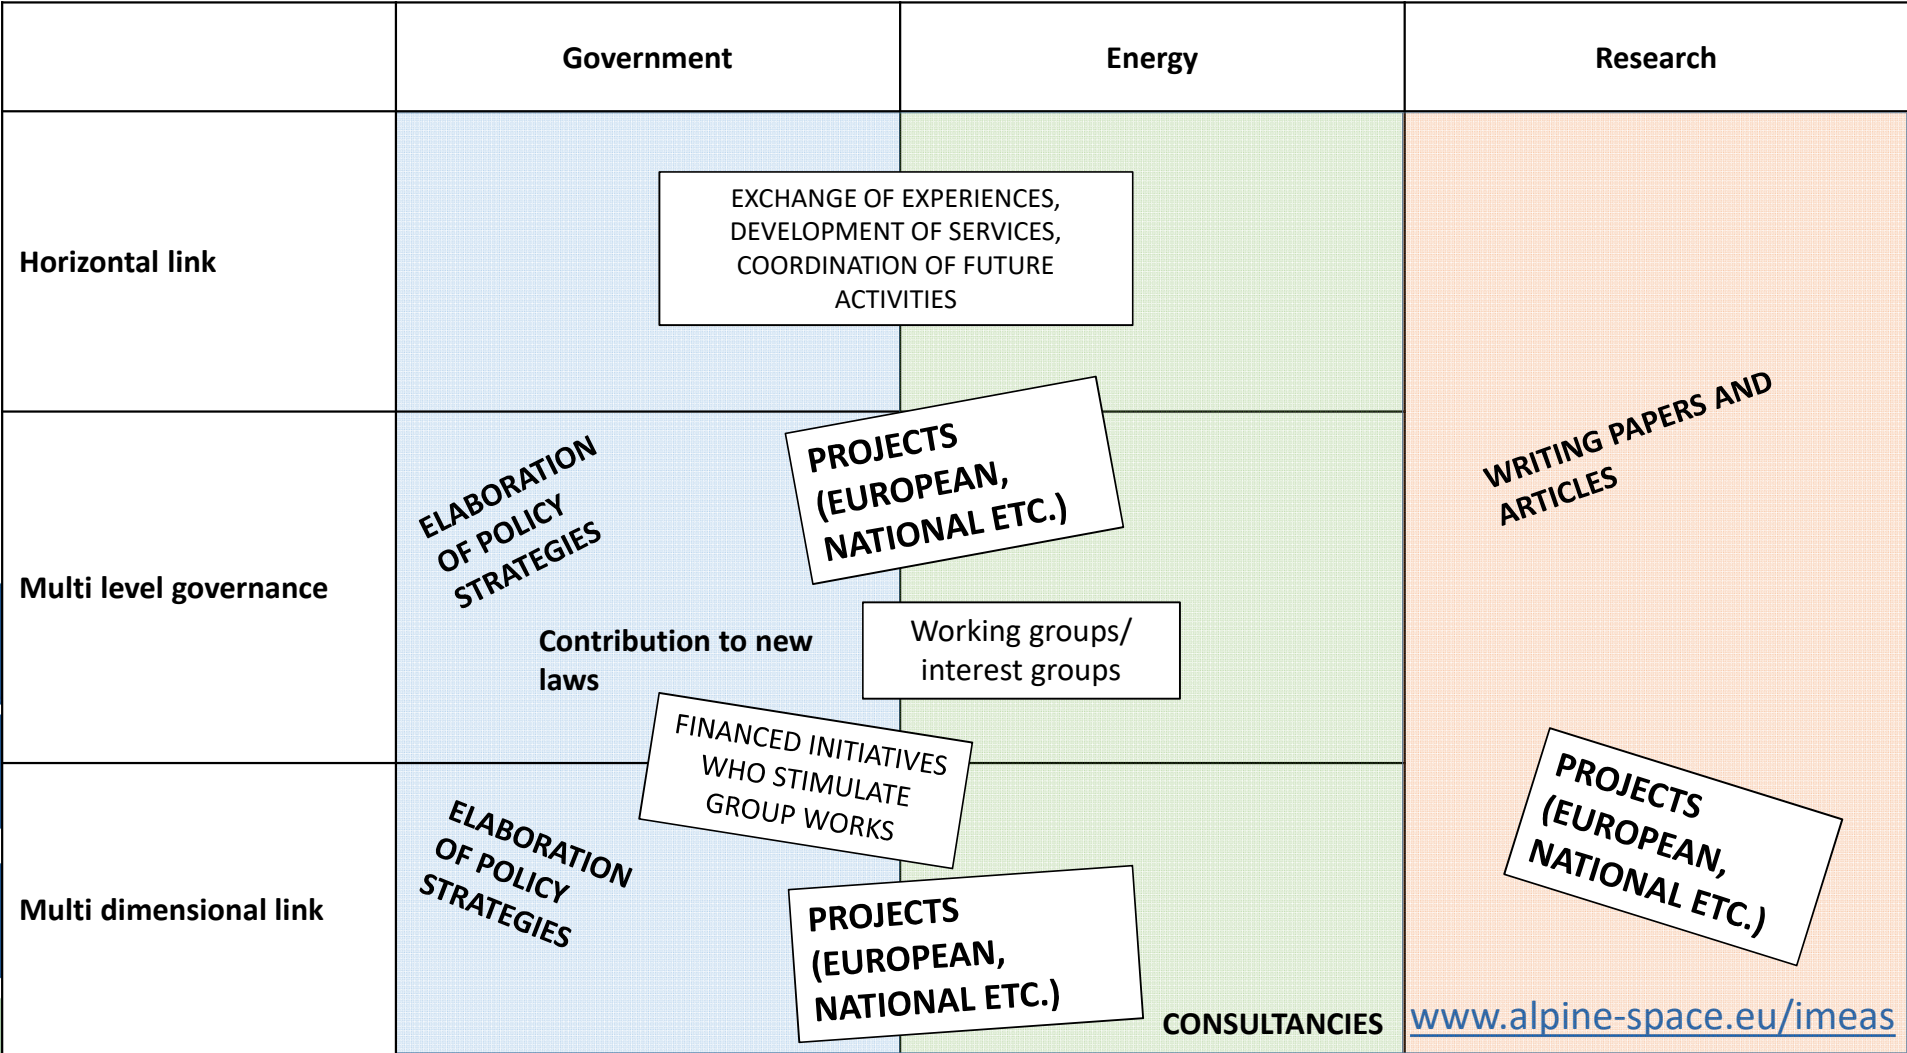 Government
Energy
Research
Horizontal link
EXCHANGE OF EXPERIENCES,
DEVELOPMENT OF SERVICES,
COORDINATION OF FUTURE
ACTIVITIES
Multi level governance
ELABORATION
OF POLICY
STRATEGIES
PROJECTS
(EUROPEAN,
NATIONAL ETC.)
WRITING PAPERS AND
ARTICLES
Contribution to new
laws
Working groups/
interest groups
FINANCED INITIATIVES
WHO STIMULATE
GROUP WORKS
Multi dimensional link
ELABORATION
OF POLICY
STRATEGIES
PROJECTS
(EUROPEAN,
NATIONAL ETC.)
CONSULTANCIES
PROJECTS
(EUROPEAN,
NATIONAL ETC.)
www.alpine-space.eu/imeas